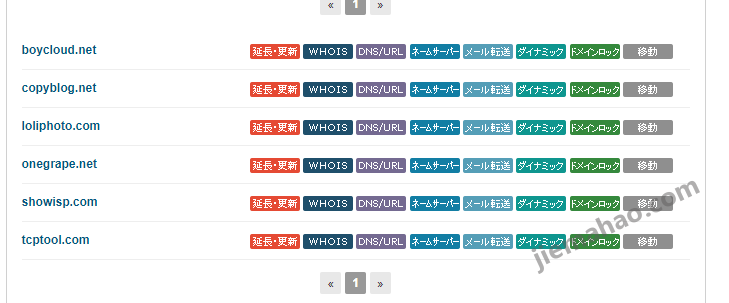 « 1 »
boycloud.net 延長・更新 WHOIS DNS/URL ネームサーバー メール転送 ダイナミック ドメインロック 移動
copyblog.net 延長・更新 WHOIS DNS/URL ネームサーバー メール転送 ダイナミック ドメインロック 移動
loliphoto.com 延長・更新 WHOIS DNS/URL ネームサーバー メール転送 ダイナミック ドメインロック 移動
onegrape.net 延長・更新 WHOIS DNS/URL ネームサーバー メール転送 ダイナミック ドメインロック 移動
showisp.com 延長・更新 WHOIS DNS/URL ネームサーバー メール転送 ダイナミック ドメインロック 移動
tcptool.com 延長・更新 WHOIS DNS/URL ネームサーバー メール転送 ダイナミック ドメインロック 移動
« 1 »